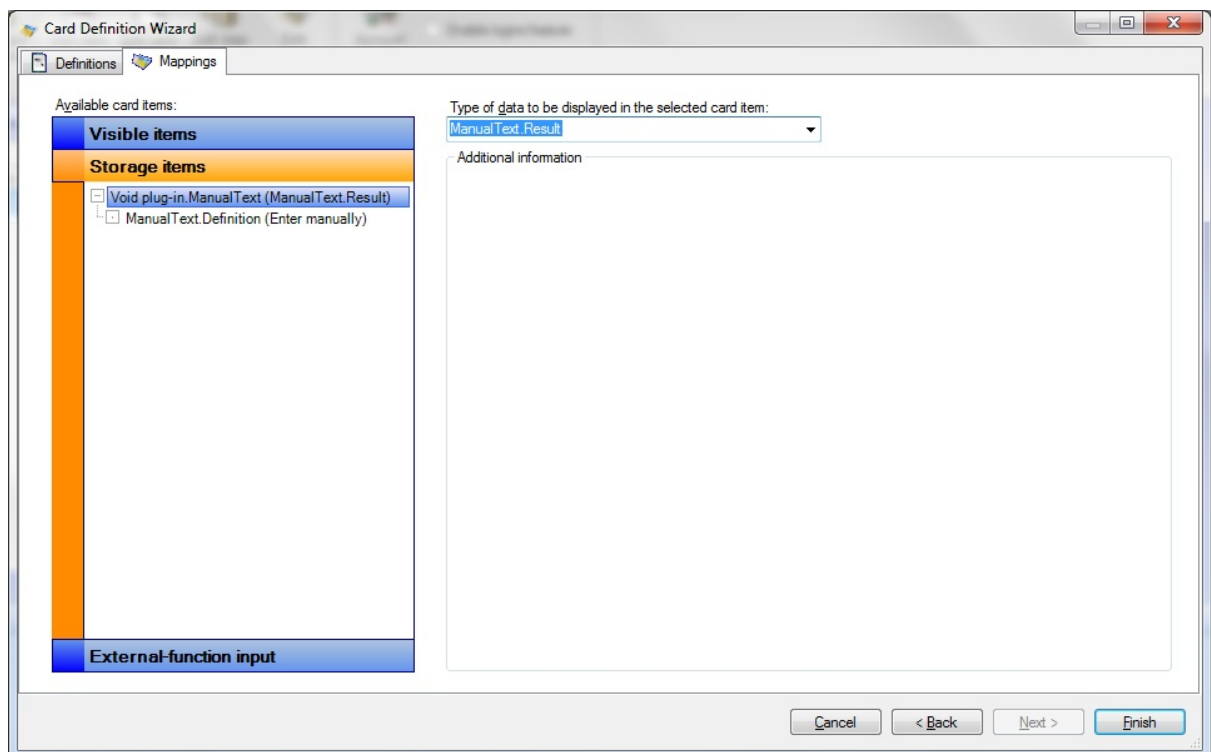 Card Definition Wizard
Definitions
Mappings
Available card items:
Visible items
Storage items
Void plug-in.ManualText (ManualText.Result)
ManualText.Definition (Enter manually)
External-function input
Type of data to be displayed in the selected card item:
ManualText.Result
Additional information
Cancel
< Back
Next >
Finish